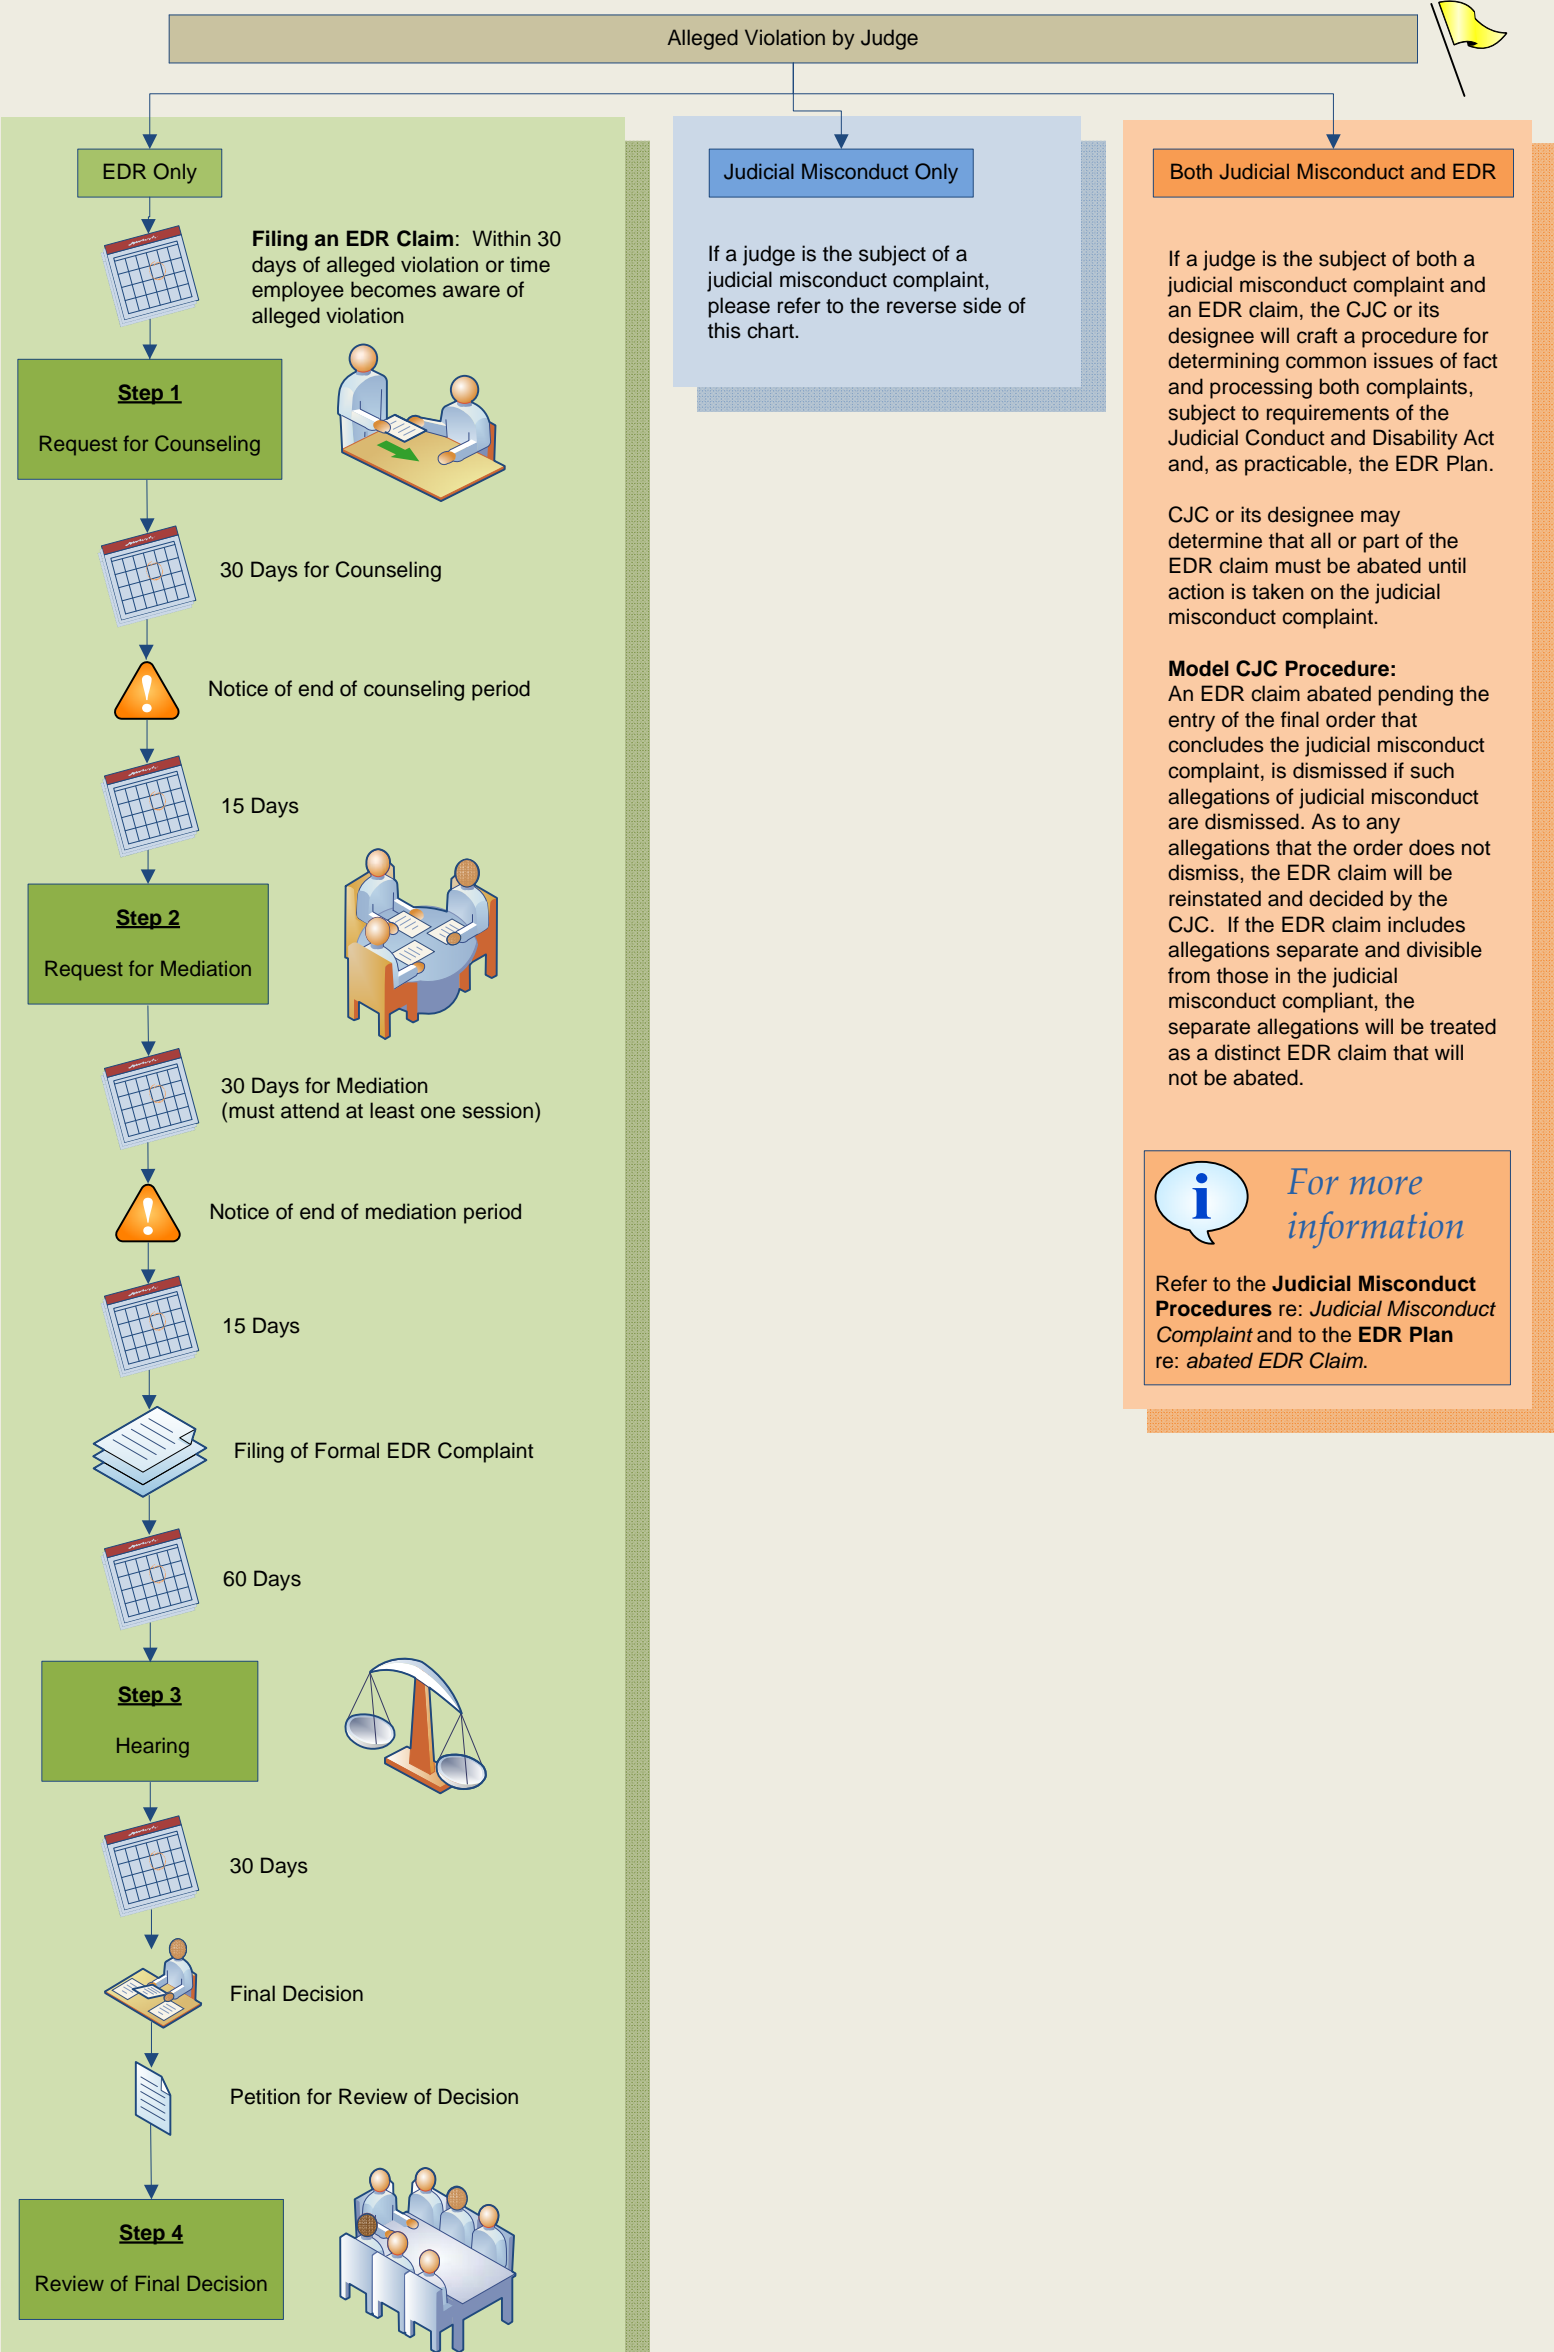 Alleged Violation by Judge
EDR Only
Filing an EDR Claim: Within 30
days of alleged violation or time
employee becomes aware of
alleged violation
Step 1
Request for Counseling
30 Days for Counseling
Notice of end of counseling period
15 Days
Step 2
Request for Mediation
30 Days for Mediation
(must attend at least one session)
Notice of end of mediation period
15 Days
Filing of Formal EDR Complaint
60 Days
Step 3
Hearing
30 Days
Final Decision
Petition for Review of Decision
Step 4
Review of Final Decision
Judicial Misconduct Only
If a judge is the subject of a
judicial misconduct complaint,
please refer to the reverse side of
this chart.
Both Judicial Misconduct and EDR
If a judge is the subject of both a
judicial misconduct complaint and
an EDR claim, the CJC or its
designee will craft a procedure for
determining common issues of fact
and processing both complaints,
subject to requirements of the
Judicial Conduct and Disability Act
and, as practicable, the EDR Plan.
CJC or its designee may
determine that all or part of the
EDR claim must be abated until
action is taken on the judicial
misconduct complaint.
Model CJC Procedure:
An EDR claim abated pending the
entry of the final order that
concludes the judicial misconduct
complaint, is dismissed if such
allegations of judicial misconduct
are dismissed. As to any
allegations that the order does not
dismiss, the EDR claim will be
reinstated and decided by the
CJC. If the EDR claim includes
allegations separate and divisible
from those in the judicial
misconduct compliant, the
separate allegations will be treated
as a distinct EDR claim that will
not be abated.
i
For more
information
Refer to the Judicial Misconduct
Procedures re: Judicial Misconduct
Complaint and to the EDR Plan
re: abated EDR Claim.